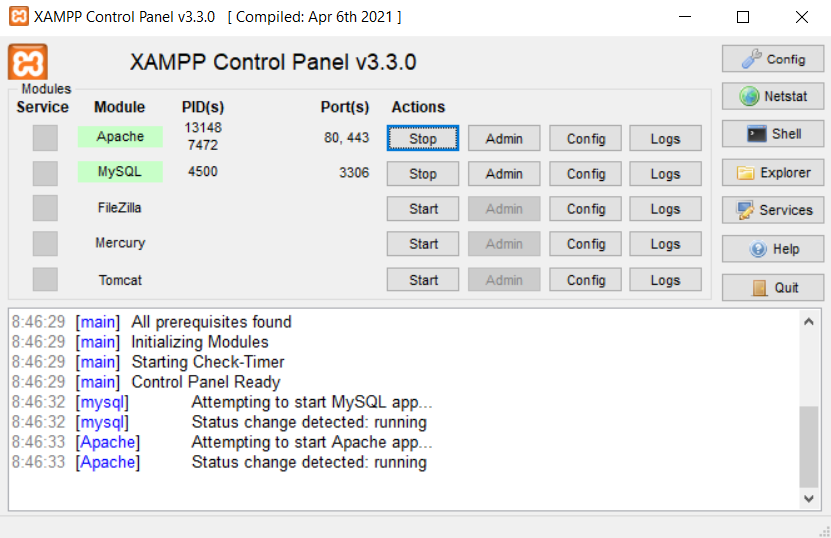 XAMPP Control Panel v3.3.0 [ Compiled: Apr 6th 2021 ]
XAMPP Control Panel v3.3.0
Modules
Service Module PID(s) Port(s) Actions
Apache 13148 7472 80, 443 Stop Admin Config Logs
MySQL 4500 3306 Stop Admin Config Logs
FileZilla Start Admin Config Logs
Mercury Start Admin Config Logs
Tomcat Start Admin Config Logs
Config
Netstat
Shell
Explorer
Services
Help
Quit
8:46:29 [main] All prerequisites found
8:46:29 [main] Initializing Modules
8:46:29 [main] Starting Check-Timer
8:46:29 [main] Control Panel Ready
8:46:32 [mysql] Attempting to start MySQL app...
8:46:32 [mysql] Status change detected: running
8:46:33 [Apache] Attempting to start Apache app...
8:46:33 [Apache] Status change detected: running